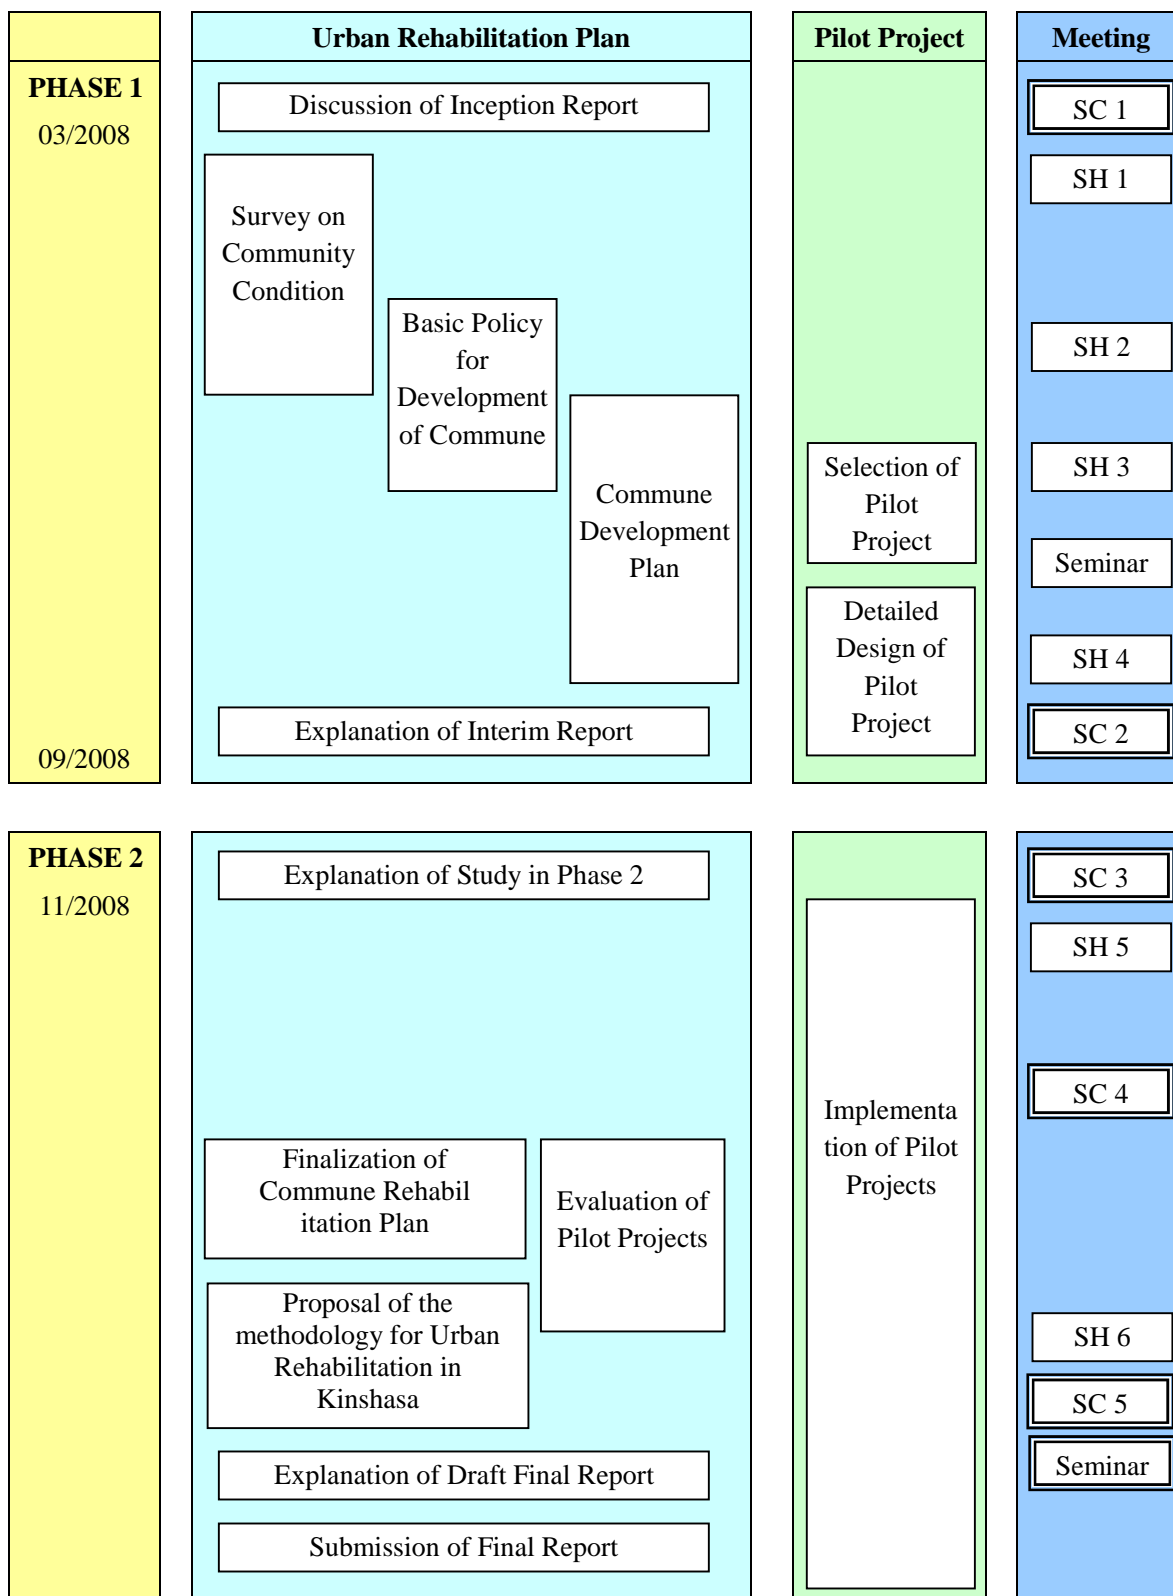 Urban Rehabilitation Plan
Pilot Project
Meeting
PHASE 1
03/2008
09/2008
Discussion of Inception Report
Survey on
Community
Condition
Basic Policy
for
Development
of Commune
Commune
Development
Plan
Explanation of Interim Report
Selection of
Pilot
Project
Detailed
Design of
Pilot
Project
SC 1
SH 1
SH 2
SH 3
Seminar
SH 4
SC 2
PHASE 2
11/2008
Explanation of Study in Phase 2
Finalization of
Commune Rehabil
itation Plan
Evaluation of
Pilot Projects
Proposal of the
methodology for Urban
Rehabilitation in
Kinshasa
Explanation of Draft Final Report
Submission of Final Report
Implementa
tion of Pilot
Projects
SC 3
SH 5
SC 4
SH 6
SC 5
Seminar